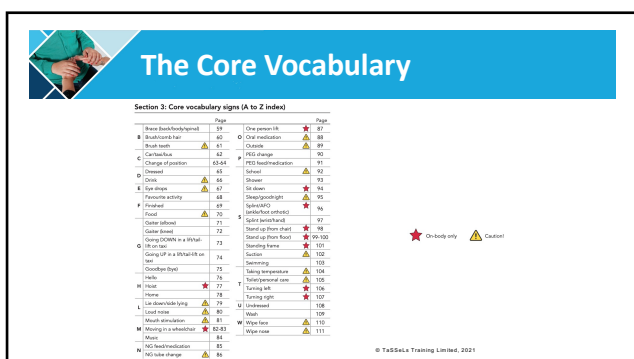 The Core Vocabulary
Section 3: Core vocabulary signs (A to Z index)
Page
Brace (back/body/spinal) 59
B Brush/comb hair 60
Brush teeth 61
C Car/taxi/bus 62
Change of position 63-64
D Dressed 65
Drink 66
E Eye drops 67
Favourite activity 68
F Finished 69
Food 70
Gaiter (elbow) 71
Gaiter (knee) 72
G Going DOWN in a lift/tail-
lift on taxi 73
Going UP in a lift/tail-lift on
taxi 74
Goodbye (bye) 75
Hello 76
H Hoist 77
Home 78
L Lie down/side lying 79
Loud noise 80
Mouth stimulation 81
M Moving in a wheelchair 82-83
Music 84
N NG feed/medication 85
NG tube change 86
Page
One person lift 87
O Oral medication 88
Outside 89
P PEG change 90
PEG feed/medication 91
School 92
Shower 93
Sit down 94
Sleep/goodnight 95
S Splint/AFO
(ankle/foot orthotic) 96
Splint (wrist/hand) 97
Stand up (from chair) 98
Stand up (from floor) 99-100
Standing frame 101
Suction 102
Swimming 103
Taking temperature 104
T Toilet/personal care 105
Turning left 106
Turning right 107
U Undressed 108
Wash 109
W Wipe face 110
Wipe nose 111
On-body only
Caution!
© TaSSeLs Training Limited, 2021